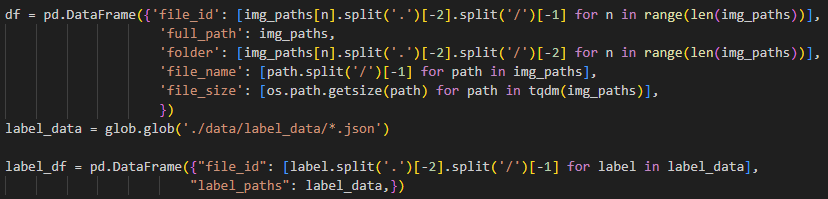 df = pd.DataFrame({'file_id': [img_paths[n].split('.')[-2].split('/')[-1] for n in range(len(img_paths))],
'full_path': img_paths,
'folder': [img_paths[n].split('.')[-2].split('/')[-2] for n in range(len(img_paths))],
'file_name': [path.split('/')[-1] for path in img_paths],
'file_size': [os.path.getsize(path) for path in tqdm(img_paths)],
})
label_data = glob.glob('./data/label_data/*.json')
label_df = pd.DataFrame({"file_id": [label.split('.')[-2].split('/')[-1] for label in label_data],
"label_paths": label_data,})